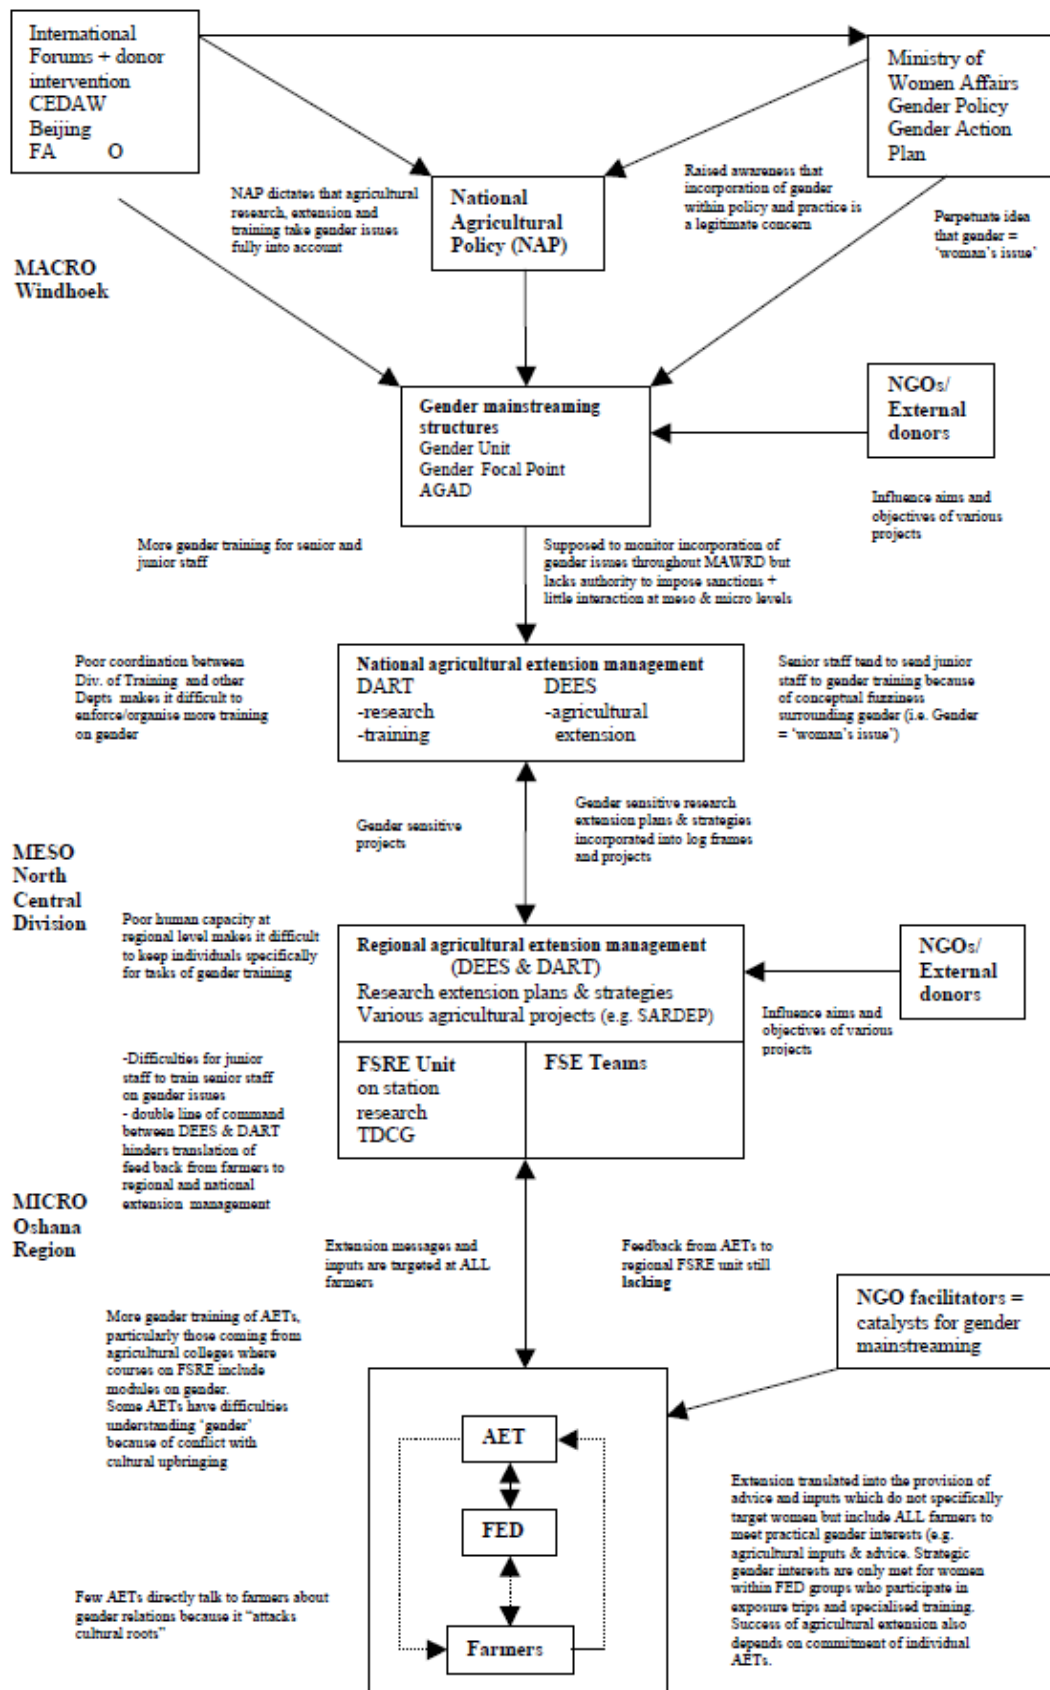 International
Forums + donor
intervention
CEDAW
Beijing
FA O
Ministry of
Women Affairs
Gender Policy
Gender Action
Plan
NAP dictates that agricultural
research, extension and
training take gender issues
fully into account
National
Agricultural
Policy (NAP)
Raised awareness that
incorporation of gender
within policy and practice is
a legitimate concern
Perpetuate idea
that gender =
‘woman’s issue’
MACRO
Windhoek
Gender mainstreaming
structures
Gender Unit
Gender Focal Point
AGAD
NGOs/
External
donors
Influence aims and
objectives of various
projects
More gender training for senior and
junior staff
Supposed to monitor incorporation of
gender issues throughout MAWRD but
lacks authority to impose sanctions +
little interaction at meso & micro levels
Poor coordination between
Div. of Training and other
Depts makes it difficult to
enforce/organise more training
on gender
National agricultural extension management
DART DEES
-research -agricultural
-training extension
Senior staff tend to send junior
staff to gender training because
of conceptual fuzziness
surrounding gender (i.e. Gender
= ‘woman’s issue’)
Gender sensitive
projects
Gender sensitive research
extension plans & strategies
incorporated into log frames
and projects
MESO
North
Central
Division
Poor human capacity at
regional level makes it difficult
to keep individuals specifically
for tasks of gender training
Regional agricultural extension management
(DEES & DART)
Research extension plans & strategies
Various agricultural projects (e.g. SARDEP)
NGOs/
External
donors
Influence aims and
objectives of various
projects
-Difficulties for junior
staff to train senior staff
on gender issues
- double line of command
between DEES & DART
hinders translation of
feed back from farmers to
regional and national
extension management
FSRE Unit
on station
research
TDCG
FSE Teams
MICRO
Oshana
Region
Extension messages and
inputs are targeted at ALL
farmers
Feedback from AETs to
regional FSRE unit still
lacking
NGO facilitators =
catalysts for gender
mainstreaming
More gender training of AETs,
particularly those coming from
agricultural colleges where
courses on FSRE include
modules on gender.
Some AETs have difficulties
understanding ‘gender’
because of conflict with
cultural upbringing
AET
FED
Farmers
Few AETs directly talk to farmers about
gender relations because it “attacks
cultural roots”
Extension translated into the provision of
advice and inputs which do not specifically
target women but include ALL farmers to
meet practical gender interests (e.g.
agricultural inputs & advice. Strategic
gender interests are only met for women
within FED groups who participate in
exposure trips and specialised training.
Success of agricultural extension also
depends on commitment of individual
AETs.